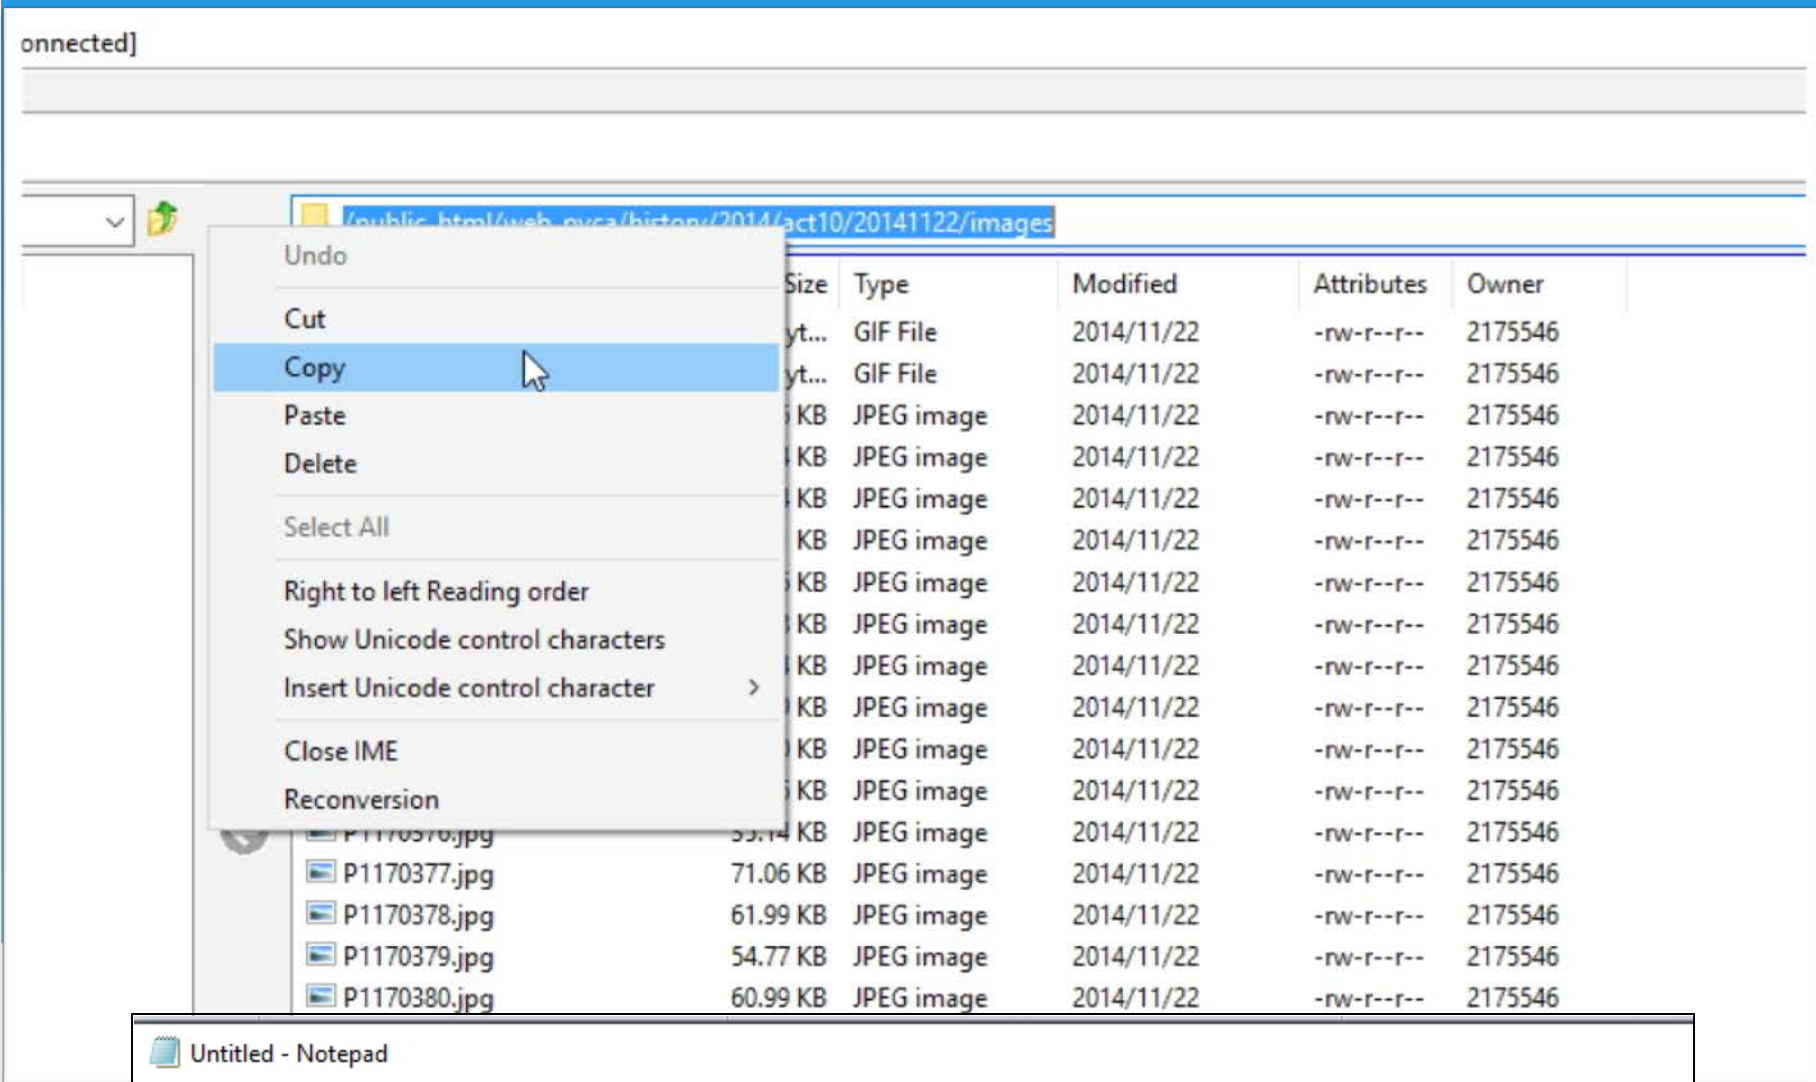 onnected]
/public_html/web_nyca/history/2014/act10/20141122/images
Undo
Cut
Copy
Paste
Delete
Select All
Right to left Reading order
Show Unicode control characters
Insert Unicode control character
Close IME
Reconversion
Size Type Modified Attributes Owner
yt... GIF File 2014/11/22 -rw-r--r-- 2175546
yt... GIF File 2014/11/22 -rw-r--r-- 2175546
KB JPEG image 2014/11/22 -rw-r--r-- 2175546
KB JPEG image 2014/11/22 -rw-r--r-- 2175546
KB JPEG image 2014/11/22 -rw-r--r-- 2175546
KB JPEG image 2014/11/22 -rw-r--r-- 2175546
KB JPEG image 2014/11/22 -rw-r--r-- 2175546
KB JPEG image 2014/11/22 -rw-r--r-- 2175546
KB JPEG image 2014/11/22 -rw-r--r-- 2175546
KB JPEG image 2014/11/22 -rw-r--r-- 2175546
KB JPEG image 2014/11/22 -rw-r--r-- 2175546
KB JPEG image 2014/11/22 -rw-r--r-- 2175546
P1170376.jpg 55.14 KB JPEG image 2014/11/22 -rw-r--r-- 2175546
P1170377.jpg 71.06 KB JPEG image 2014/11/22 -rw-r--r-- 2175546
P1170378.jpg 61.99 KB JPEG image 2014/11/22 -rw-r--r-- 2175546
P1170379.jpg 54.77 KB JPEG image 2014/11/22 -rw-r--r-- 2175546
P1170380.jpg 60.99 KB JPEG image 2014/11/22 -rw-r--r-- 2175546
Untitled - Notepad